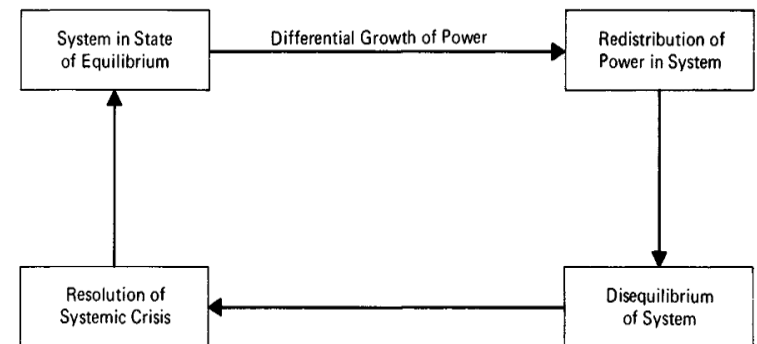 System in State
of Equilibrium
Differential Growth of Power
Redistribution of
Power in System
Resolution of
Systemic Crisis
Disequilibrium
of System